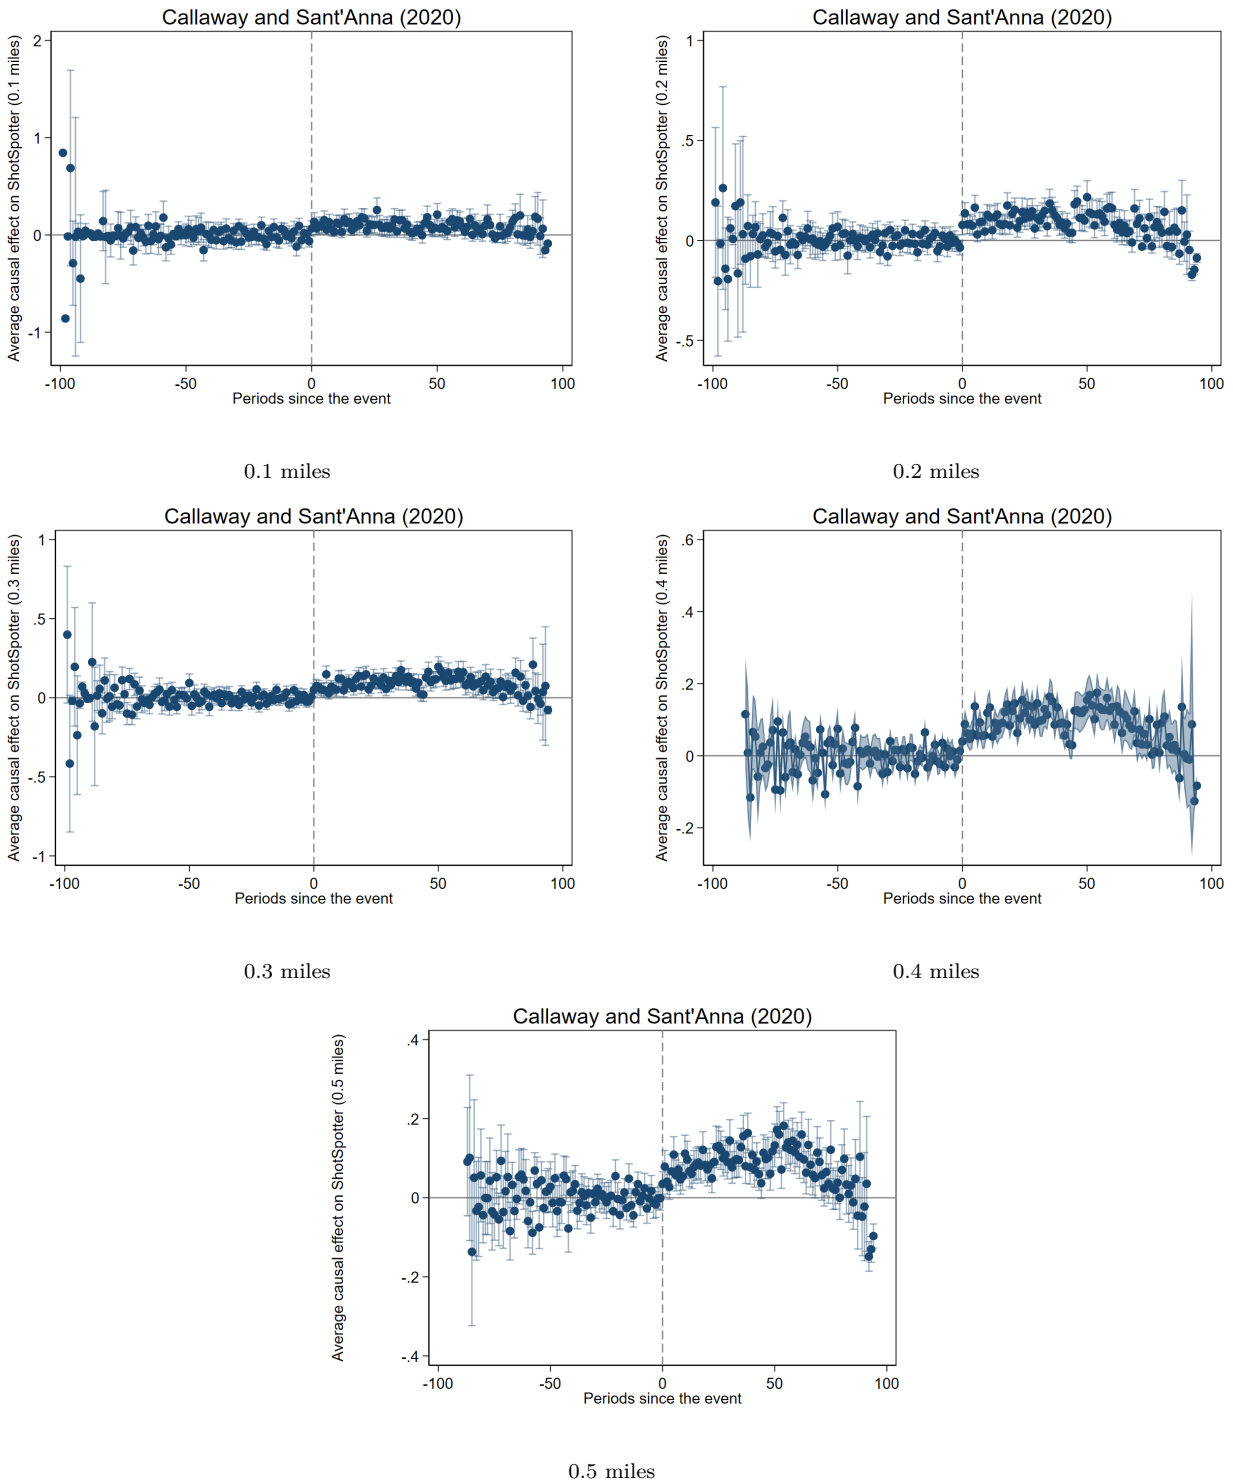 Callaway and Sant'Anna (2020)
Average causal effect on ShotSpotter (0.1 miles)
2
1
0
-1
-100
-50
0
50
100
Periods since the event
0.1 miles
Callaway and Sant'Anna (2020)
Average causal effect on ShotSpotter (0.2 miles)
1
.5
0
-.5
-100
-50
0
50
100
Periods since the event
0.2 miles
Callaway and Sant'Anna (2020)
Average causal effect on ShotSpotter (0.3 miles)
1
.5
0
-.5
-1
-100
-50
0
50
100
Periods since the event
0.3 miles
Callaway and Sant'Anna (2020)
Average causal effect on ShotSpotter (0.4 miles)
.6
.4
.2
0
-.2
-100
-50
0
50
100
Periods since the event
0.4 miles
Callaway and Sant'Anna (2020)
Average causal effect on ShotSpotter (0.5 miles)
.4
.2
0
-.2
-.4
-100
-50
0
50
100
Periods since the event
0.5 miles